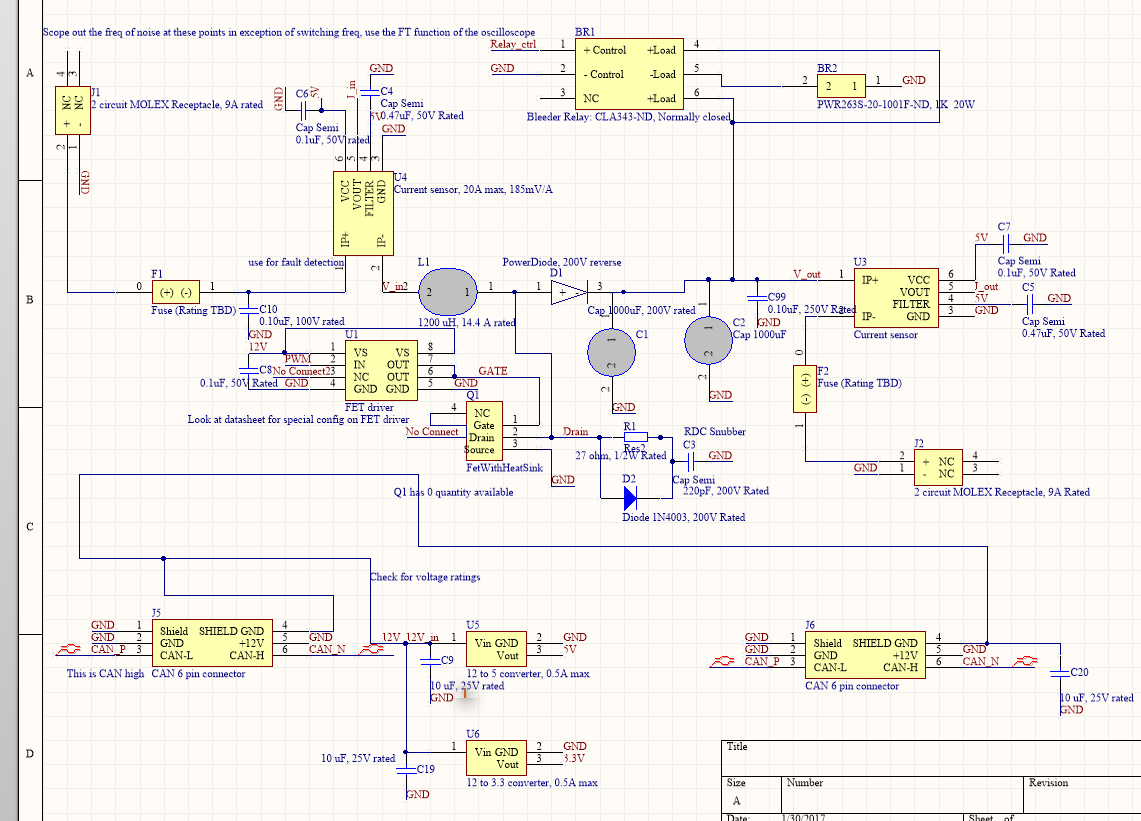 Scope out the freq of noise at these points in exception of switching freq, use the FT function of the oscilloscope
BR1
Relay_ctrl 1 + Control +Load 4
GND 2 - Control -Load 5
3 NC +Load 6
Bleeder Relay: CLA343-ND, Normally closed
BR2
2 2 1 1 GND
PWR263S-20-1001F-ND, 1K 20W
A
4 3
J1
NC NC
+ -
2 1
2 circuit MOLEX Receptacle, 9A rated
GND
GND
C6
5V
Cap Semi
0.1uF, 50V rated
GND
C4
Cap Semi
0.47uF, 50V Rated
GND
6 5 4 3
U4
VCC VOUT FILTER GND
IP+ IP-
1 2
Current sensor, 20A max, 185mV/A
use for fault detection
B
F1
0 (+) (-) 1
Fuse (Rating TBD)
C10
0.10uF, 100V rated
GND
V_in
L1
2 2 1 1
1200 uH, 14.4 A rated
PowerDiode, 200V reverse
D1
+ 3
Cap 1000uF, 200V rated
C1
1 2
2
GND
C2
Cap 1000uF
1
1 2
2
GND
C99
0.10uF, 250V Rated
GND
V_out
U3
1 IP+ VCC 6
VOUT 5
FILTER 4
IP- GND 3
Current sensor
5V
C7
GND
Cap Semi
0.1uF, 50V Rated
J_out
5V
GND
C5
GND
Cap Semi
0.47uF, 50V Rated
0
F2
(+) (-)
Fuse (Rating TBD)
1
12V
C8
0.1uF, 50V Rated
U1
1 VS VS 8
PWM 2 IN OUT 7
No Connect2 3 NC OUT 6
GND 4 GND GND 5
FET driver
GND
GATE
Look at datasheet for special config on FET driver
Q1
4 NC
Gate 1
Drain 2
Source 3
No Connect
FetWithHeatSink
Drain
GND
Q1 has 0 quantity available
R1
Res2
27 ohm, 1/2W Rated
RDC Snubber
C3
GND
Cap Semi
220pF, 200V Rated
D2
Diode 1N4003, 200V Rated
J2
2 + NC 4
GND 1 - NC 3
2 circuit MOLEX Receptacle, 9A Rated
C
Check for voltage ratings
J5
GND 1 Shield SHIELD GND 4
GND 2 GND +12V 5 GND
CAN_P 3 CAN-L CAN-H 6 CAN_N
This is CAN high
CAN 6 pin connector
12V 12V_in
C9
10 uF, 25V rated
GND
U5
1 Vin GND 2 GND
Vout 3 5V
12 to 5 converter, 0.5A max
J6
GND 1 Shield SHIELD GND 4
GND 2 GND +12V 5 GND
CAN_P 3 CAN-L CAN-H 6 CAN_N
CAN 6 pin connector
C20
10 uF, 25V rated
GND
D
10 uF, 25V rated
C19
GND
U6
1 Vin GND 2 GND
Vout 3 3.3V
12 to 3.3 converter, 0.5A max
Title
Size Number Revision
A
Date: 1/30/2017 Sheet of